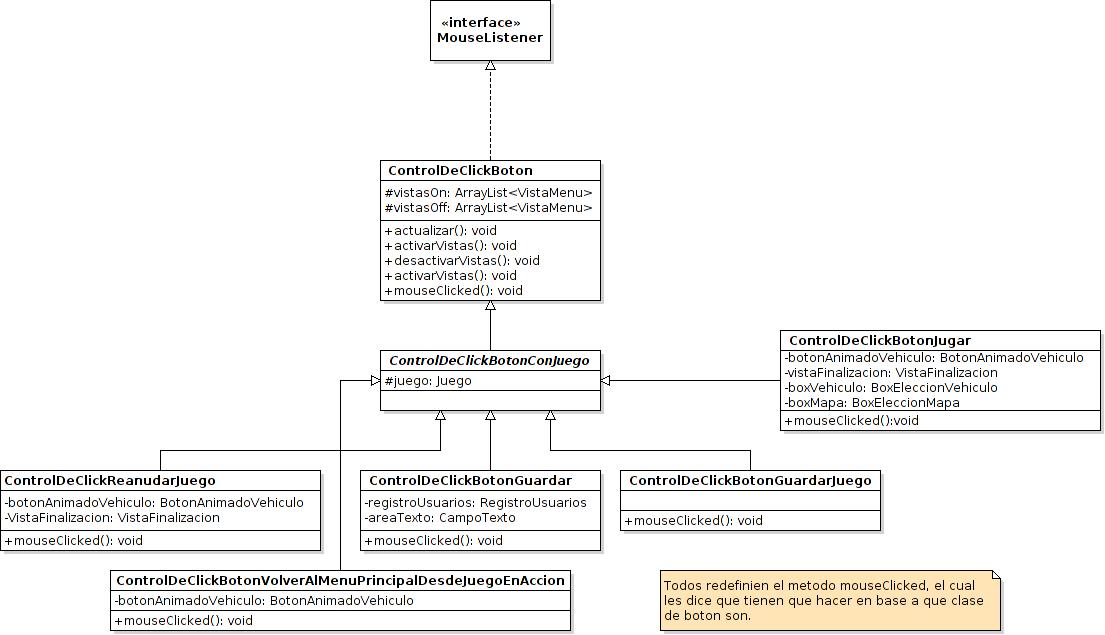 «interface»
MouseListener
ControlDeClickBoton
#vistasOn: ArrayList<VistaMenu>
#vistasOff: ArrayList<VistaMenu>
+actualizar(): void
+activarVistas(): void
+desactivarVistas(): void
+activarVistas(): void
+mouseClicked(): void
ControlDeClickBotonConJuego
#juego: Juego
ControlDeClickBotonJugar
-botonAnimadoVehiculo: BotonAnimadoVehiculo
-vistaFinalizacion: VistaFinalizacion
-boxVehiculo: BoxEleccionVehiculo
-boxMapa: BoxEleccionMapa
+mouseClicked():void
ControlDeClickReanudarJuego
-botonAnimadoVehiculo: BotonAnimadoVehiculo
-VistaFinalizacion: VistaFinalizacion
+mouseClicked(): void
ControlDeClickBotonGuardar
-registroUsuarios: RegistroUsuarios
-areaTexto: CampoTexto
+mouseClicked(): void
ControlDeClickBotonGuardarJuego
+mouseClicked(): void
ControlDeClickBotonVolverAlMenuPrincipalDesdeJuegoEnAccion
-botonAnimadoVehiculo: BotonAnimadoVehiculo
+mouseClicked(): void
Todos redefinien el metodo mouseClicked, el cual
les dice que tienen que hacer en base a que clase
de boton son.